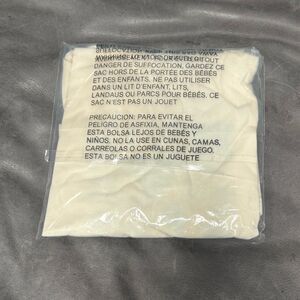 DANGER DE SUFFOCATION, GARDEZ CE
SAC HORS DE LA PORTÉE DES BÉBÉS
ET DES ENFANTS, NE PAS UTILISER
DANS UN LIT D'ENFANT, LITS,
LANDAUS OU PARCS POUR BÉBÉS. CE
SAC N'EST PAS UN JOUET
PRECAUCION: PARA EVITAR EL
PELIGRO DE ASFIXIA, MANTENGA
ESTA BOLSA LEJOS DE BEBÉS Y
NIÑOS. NO LA USE EN CUNAS, CAMAS,
CARREOLAS O CORRALES DE JUEGO.
ESTA BOLSA NO ES UN JUGUETE